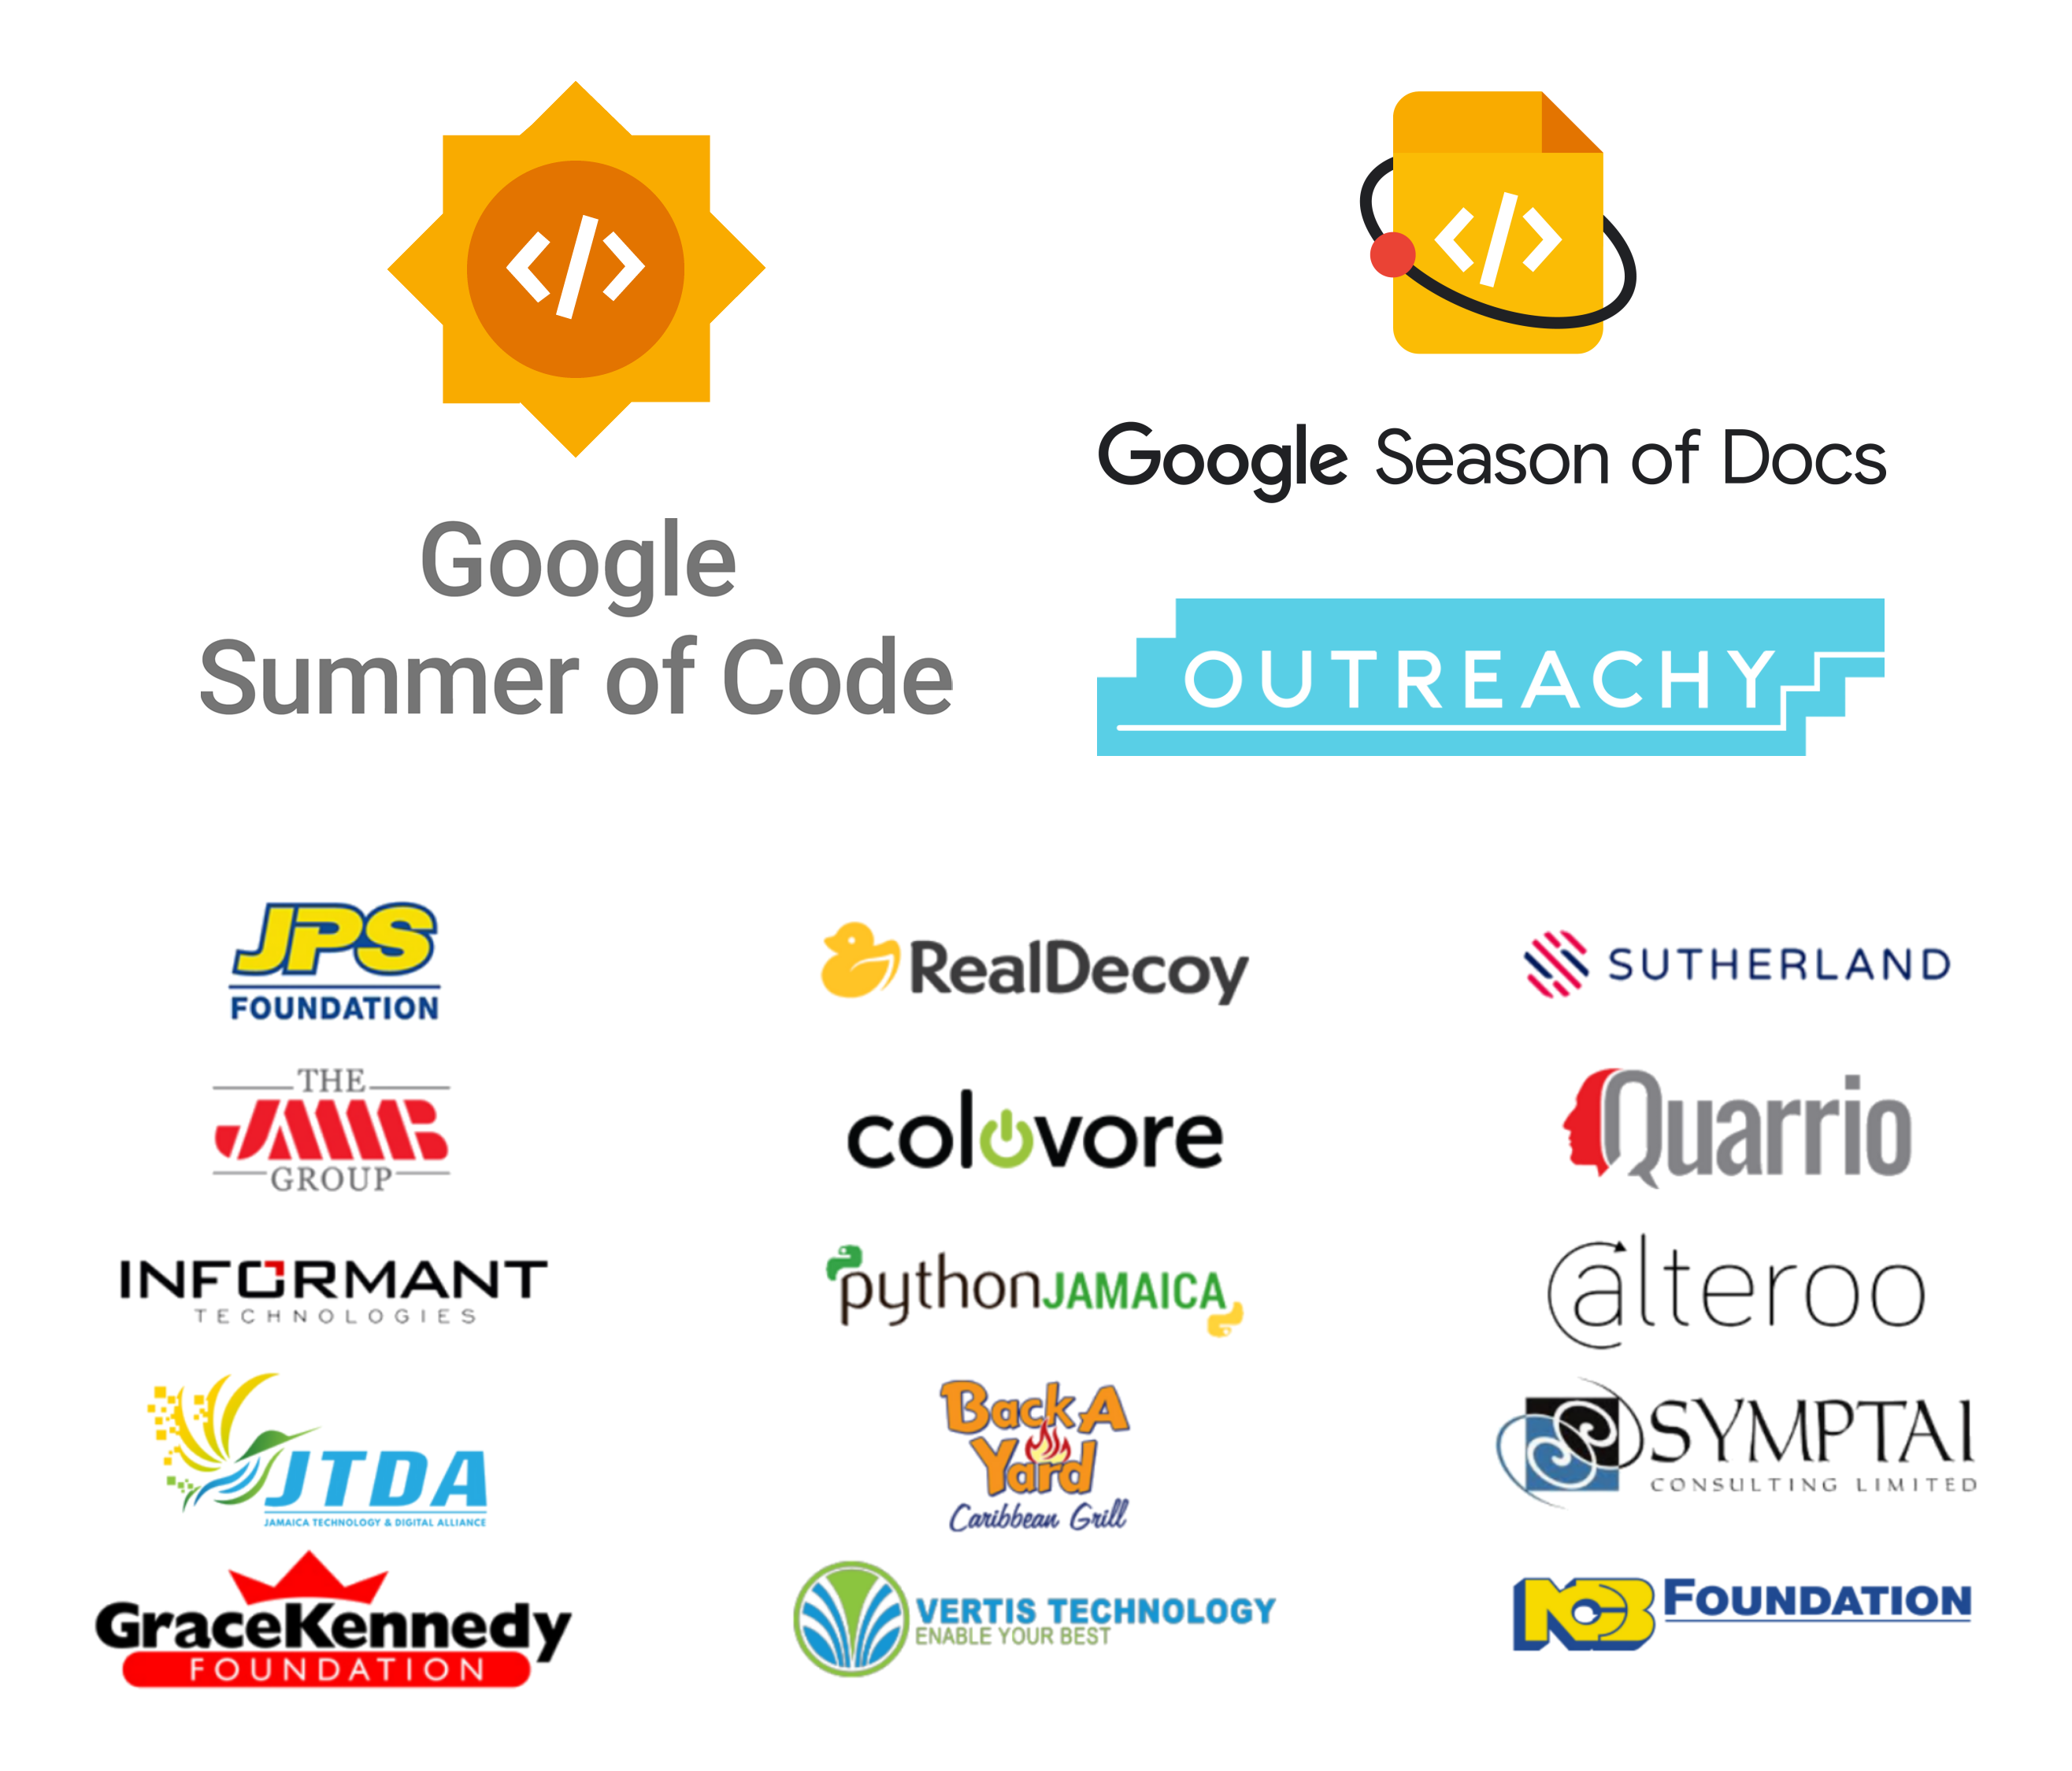 </>
Google
Summer of Code
</>
Google Season of Docs
OUTREACHY
JPS
FOUNDATION
RealDecoy
SUTHERLAND
THE
JMMB
GROUP
colovore
Quarrio
INFORMANT
TECHNOLOGIES
pythonJAMAICA
alteroo
JTDA
JAMAICA TECHNOLOGY & DIGITAL ALLIANCE
Back A
Yard
Caribbean Grill
SYMPTAI
CONSULTING LIMITED
GraceKennedy
FOUNDATION
VERTIS TECHNOLOGY
ENABLE YOUR BEST
NCB FOUNDATION